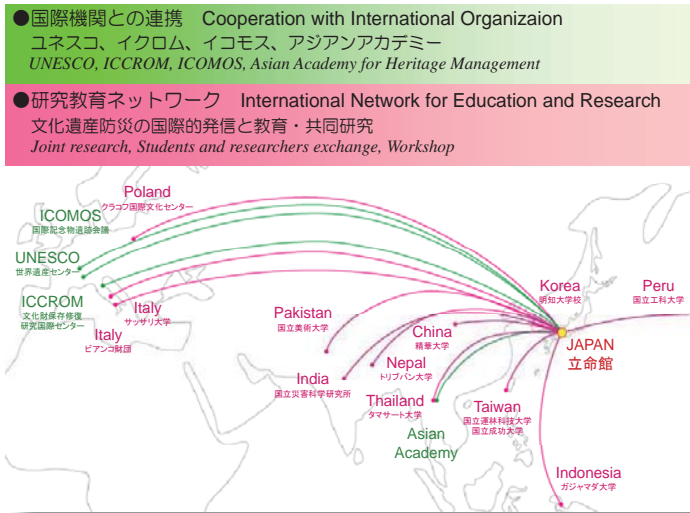 ●国際機関との連携　Cooperation with International Organizaion
ユネスコ、イクロム、イコモス、アジアンアカデミー
UNESCO, ICCROM, ICOMOS, Asian Academy for Heritage Management
●研究教育ネットワーク　International Network for Education and Research
文化遺産防災の国際的発信と教育・共同研究
Joint research, Students and researchers exchange, Workshop
Poland
クラコフ国際文化センター
ICOMOS
国際記念物遺跡会議
UNESCO
世界遺産センター
ICCROM
文化財保存修復
研究国際センター
Italy
サッサリ大学
Italy
ビアンコ財団
Pakistan
国立美術大学
India
国立災害科学研究所
Nepal
トリブバン大学
China
精華大学
Korea
明知大学校
Peru
国立工科大学
JAPAN
立命館
Thailand
タマサート大学
Asian
Academy
Taiwan
国立運林科技大学
国立成功大学
Indonesia
ガジャマダ大学